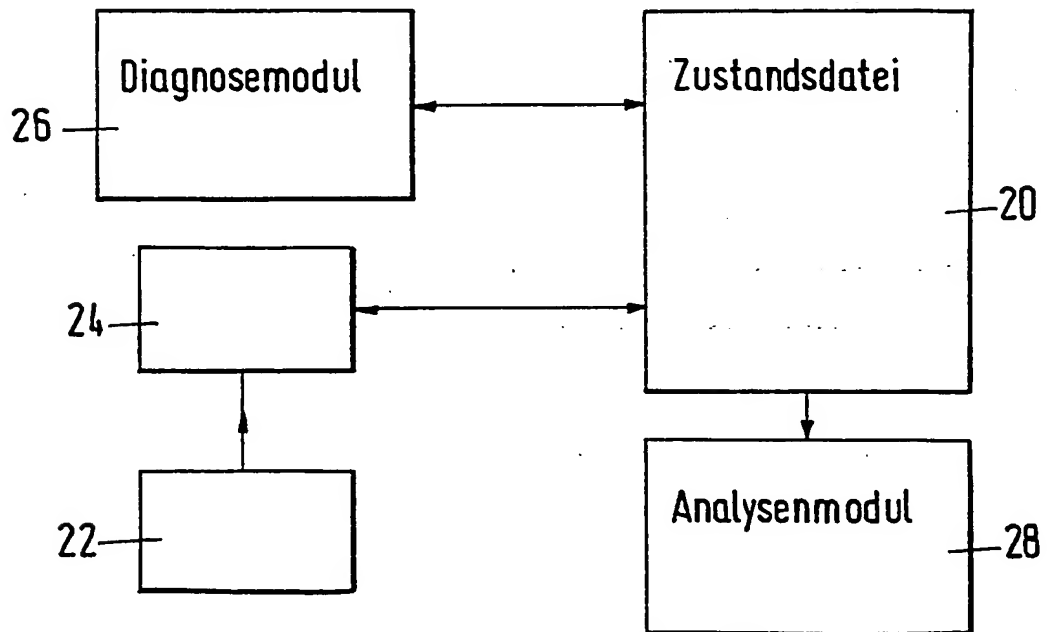 Diagnosemodul
Zustandsdatei
26
20
24
22
Analysenmodul
28